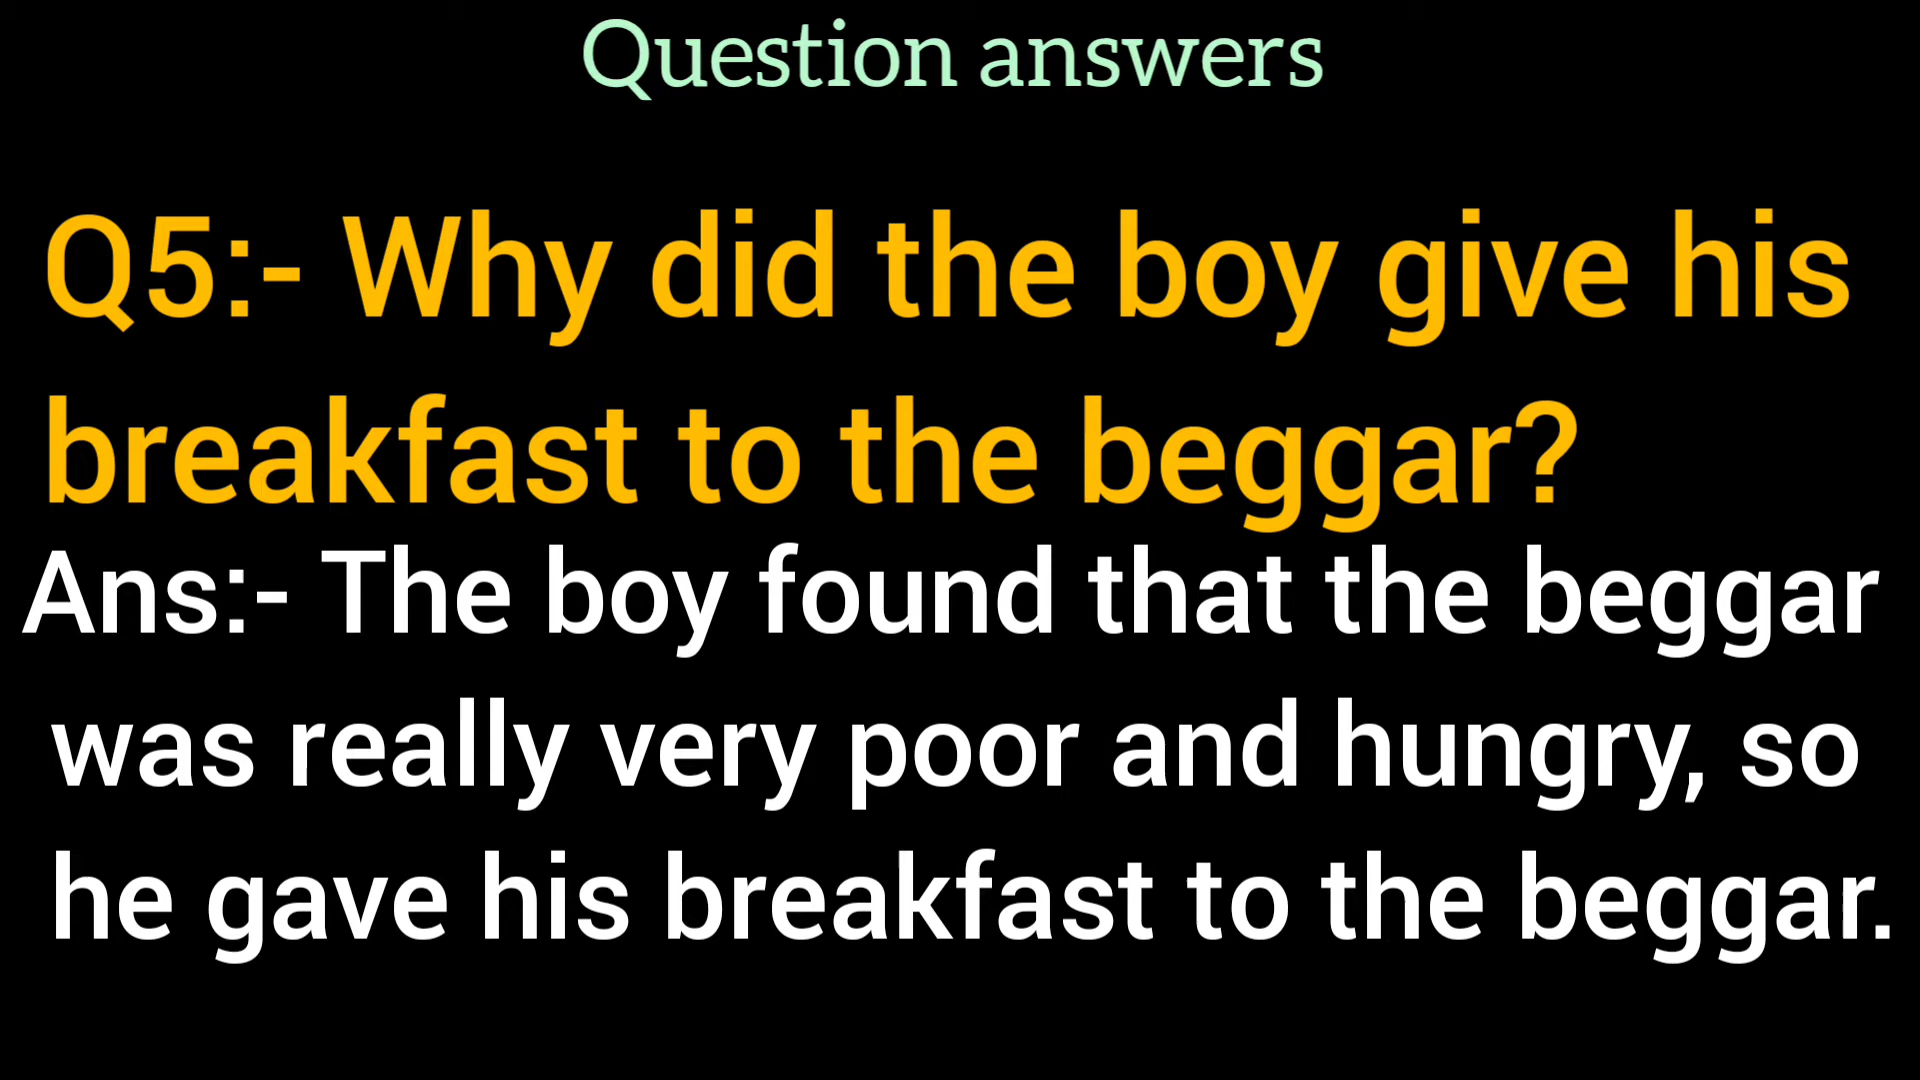 Question answers
Q5:- Why did the boy give his
breakfast to the beggar?
Ans:- The boy found that the beggar
was really very poor and hungry, so
he gave his breakfast to the beggar.